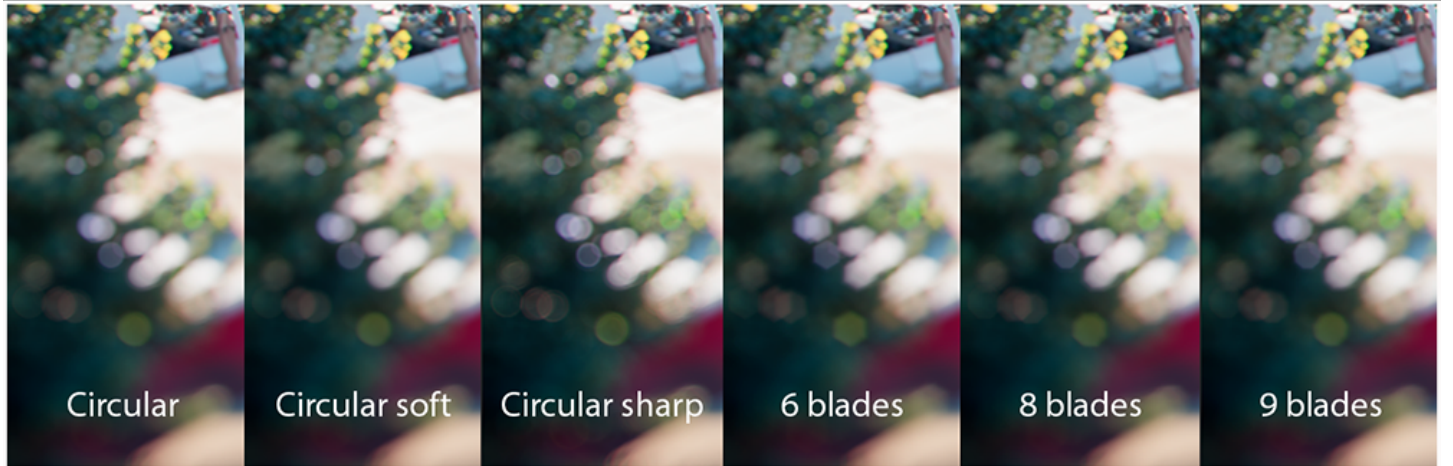 Circular
Circular soft
Circular sharp
6 blades
8 blades
9 blades